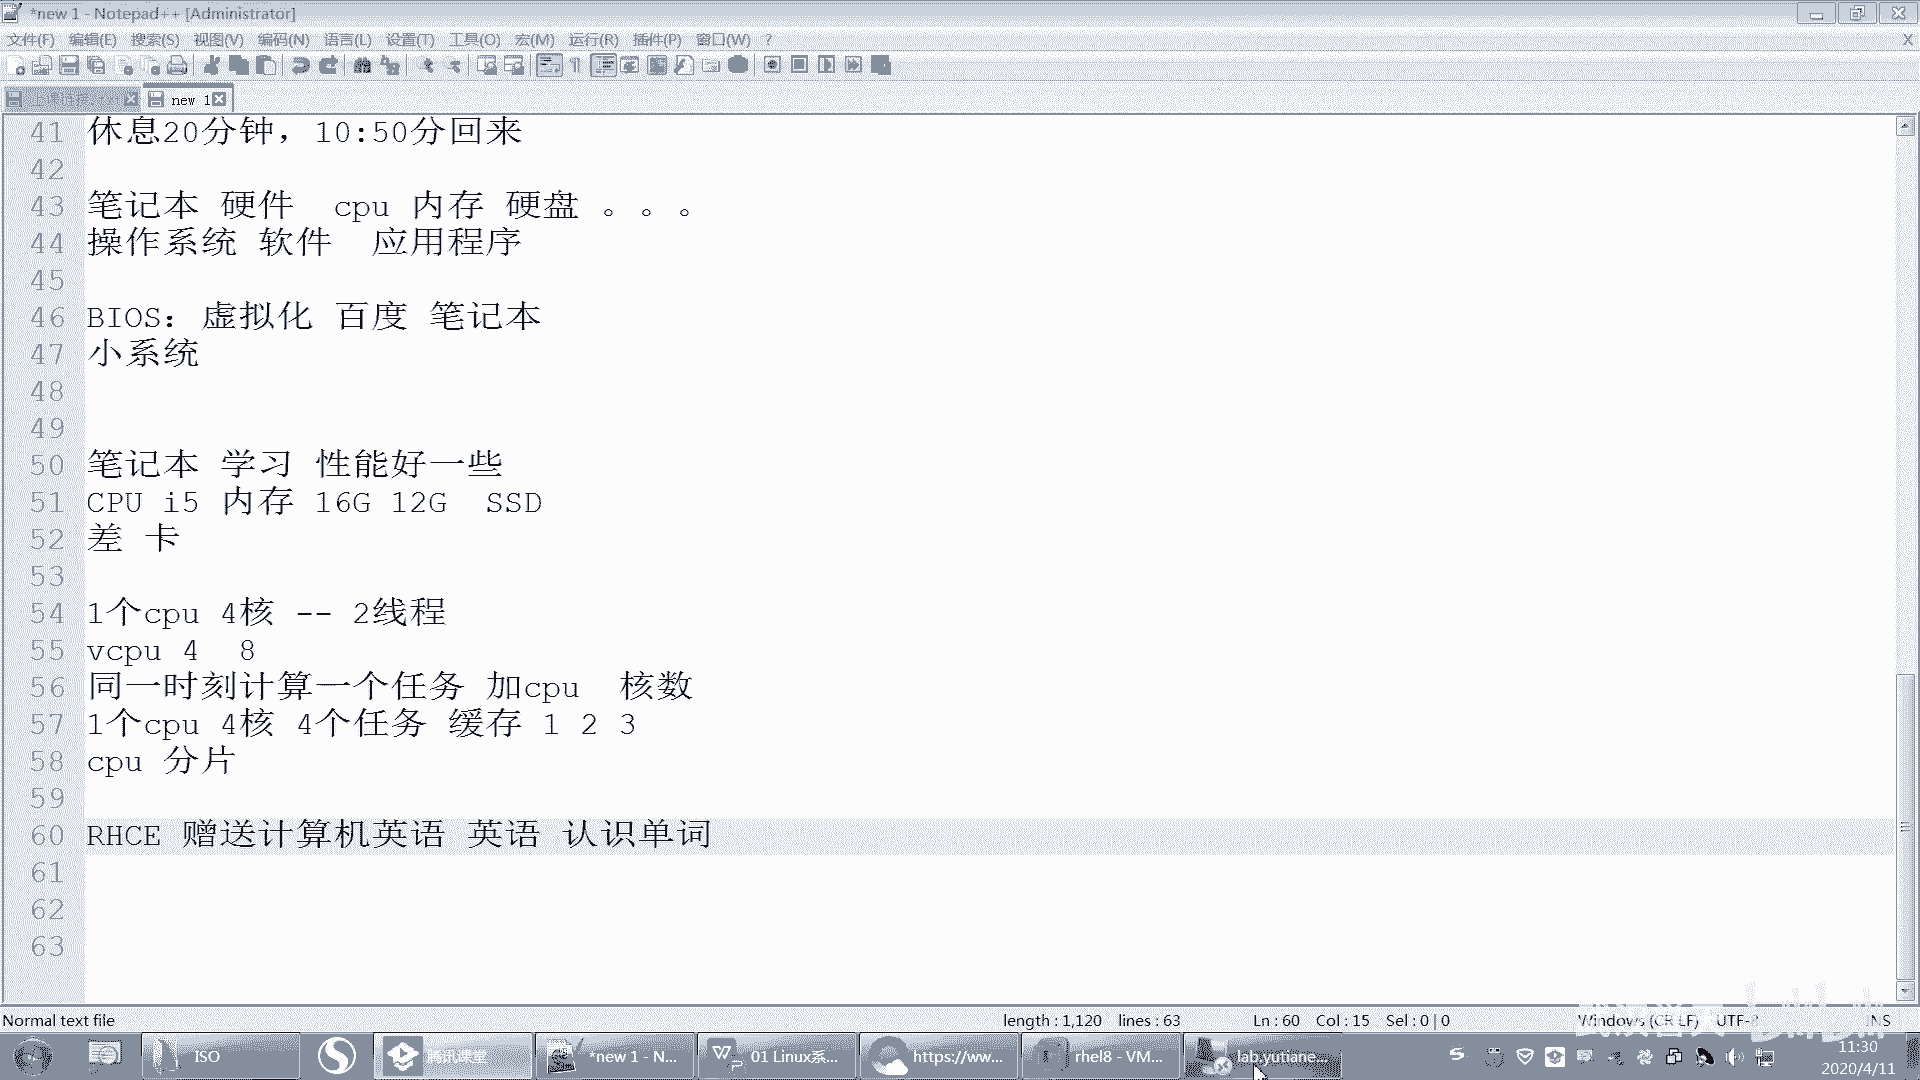 *new 1 - Notepad++ [Administrator]
文件(F) 编辑(E) 搜索(S) 视图(V) 编码(N) 语言(L) 设置(T) 工具(O) 宏(M) 运行(R) 插件(P) 窗口(W) ? X
new 1
41 休息20分钟，10:50分回来
42
43 笔记本 硬件 cpu 内存 硬盘 。。。
44 操作系统 软件 应用程序
45
46 BIOS：虚拟化 百度 笔记本
47 小系统
48
49
50 笔记本 学习 性能好一些
51 CPU i5 内存 16G 12G SSD
52 差 卡
53
54 1个cpu 4核 -- 2线程
55 vcpu 4 8
56 同一时刻计算一个任务 加cpu 核数
57 1个cpu 4核 4个任务 缓存 1 2 3
58 cpu 分片
59
60 RHCE 赠送计算机英语 英语 认识单词
61
62
63
Normal text file length : 1,120 lines : 63 Ln : 60 Col : 15 Sel : 0 | 0 Windows (CR LF) UTF-8 INS
ISO 腾讯课堂 *new 1 - N... 01 Linux系... https://ww... rhel8 - VM... lab.yutiane... 11:30
2020/4/11